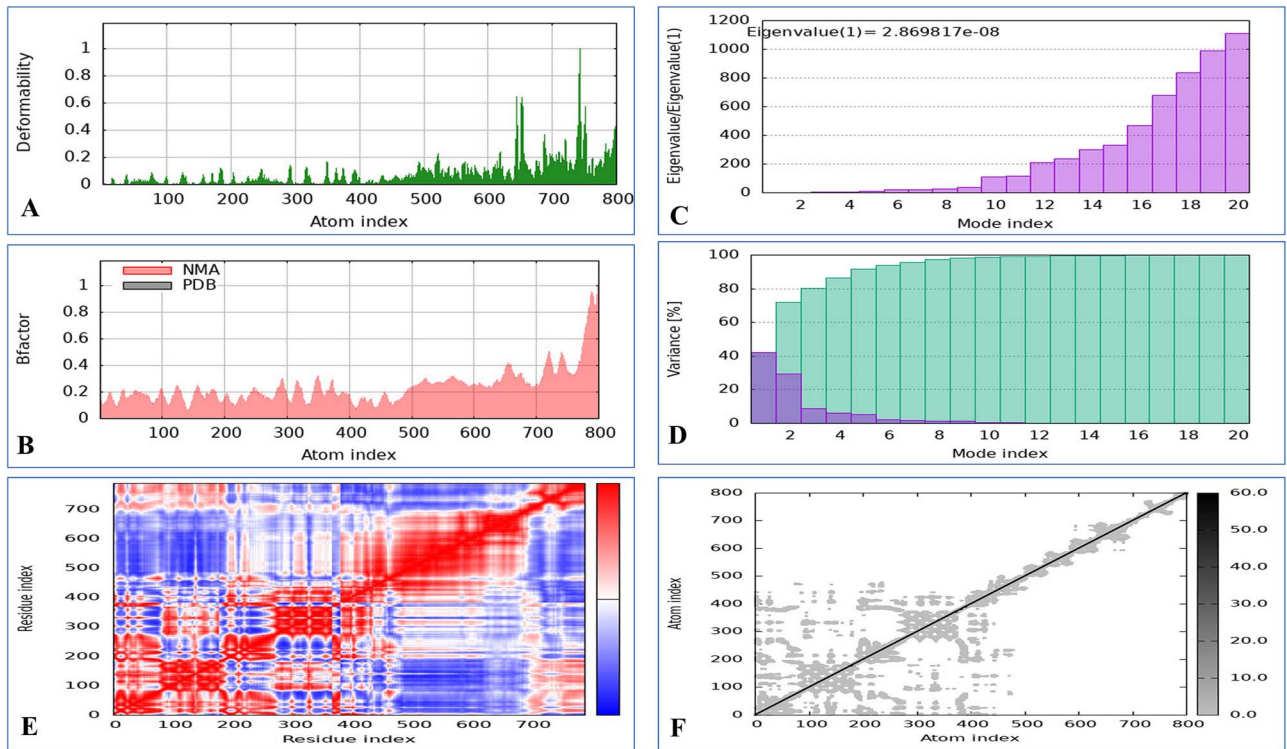 Deformability
1
0.8
0.6
0.4
0.2
0
100 200 300 400 500 600 700 800
Atom index
A
Bfactor
1
0.8
0.6
0.4
0.2
0
NMA
PDB
100 200 300 400 500 600 700 800
Atom index
B
Eigenvalue/Eigenvalue(1)
1200
1000
800
600
400
200
0
Eigenvalue(1)= 2.869817e-08
2 4 6 8 10 12 14 16 18 20
Mode index
C
Variance [%]
100
80
60
40
20
0
2 4 6 8 10 12 14 16 18 20
Mode index
D
Residue index
700
600
500
400
300
200
100
0
0 100 200 300 400 500 600 700
Residue index
E
Atom index
800
700
600
500
400
300
200
100
0
0 100 200 300 400 500 600 700 800
Atom index
60.0
50.0
40.0
30.0
20.0
10.0
0.0
F